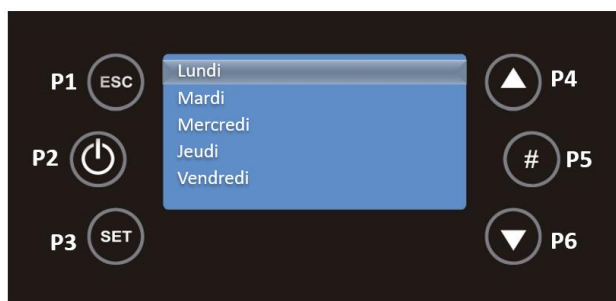 P1 ESC
P2
P3 SET
Lundi
Mardi
Mercredi
Jeudi
Vendredi
P4
# P5
P6